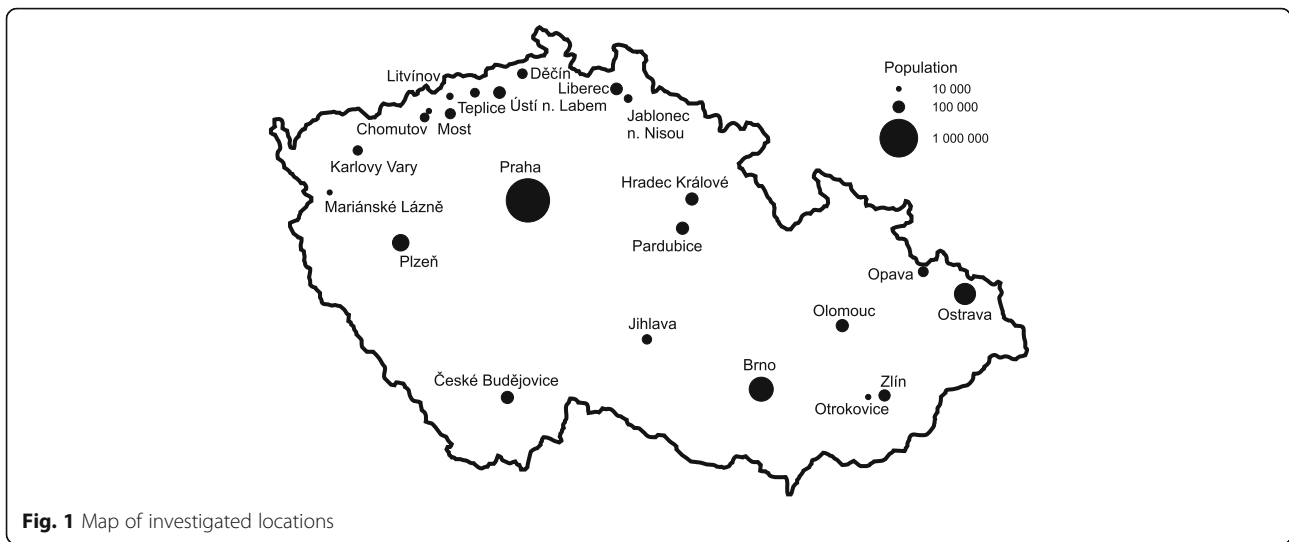 Litvínov
Děčín
Liberec
Teplice
Ústí n. Labem
Jablonec
n. Nisou
Chomutov
Most
Karlovy Vary
Praha
Mariánské Lázně
Plzeň
Hradec Králové
Pardubice
Population
10 000
100 000
1 000 000
Opava
Ostrava
Olomouc
Jihlava
Brno
České Budějovice
Zlín
Otrokovice
Fig. 1 Map of investigated locations